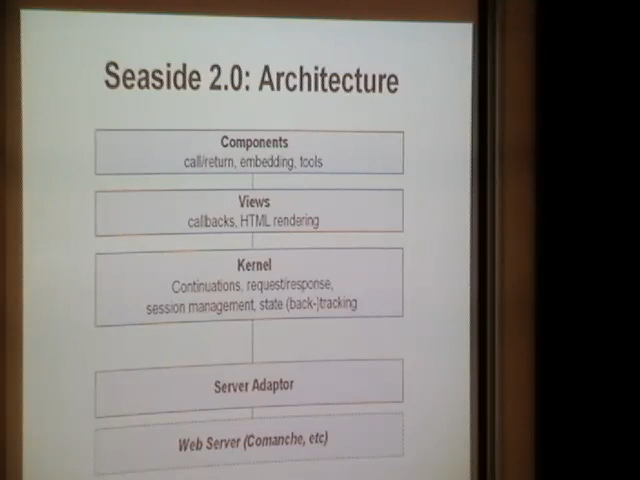 Seaside 2.0: Architecture
Components
call/return, embedding, tools
Views
callbacks, HTML rendering
Kernel
Continuations, request/response,
session management, state (back-)tracking
Server Adaptor
Web Server (Comanche, etc)